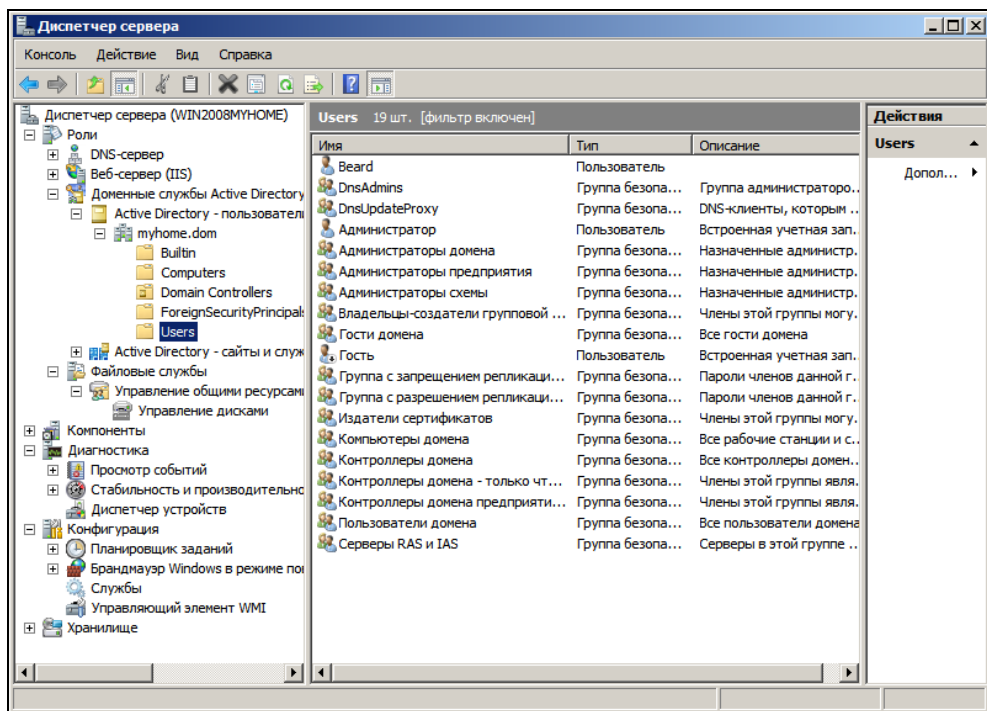 Диспетчер сервера
Консоль Действие Вид Справка
Диспетчер сервера (WIN2008MYHOME)
Роли
DNS-сервер
Веб-сервер (IIS)
Доменные службы Active Directory
Active Directory - пользовател
myhome.dom
Builtin
Computers
Domain Controllers
ForeignSecurityPrincipals
Users
Active Directory - сайты и служ
Файловые службы
Управление общими ресурсам
Управление дисками
Компоненты
Диагностика
Просмотр событий
Стабильность и производительнс
Диспетчер устройств
Конфигурация
Планировщик заданий
Брандмауэр Windows в режиме по
Службы
Управляющий элемент WMI
Хранилище
Users 19 шт. [фильтр включен]
Имя Тип Описание
Beard Пользователь
DnsAdmins Группа безопа... Группа администраторо..
DnsUpdateProxy Группа безопа... DNS-клиенты, которым ..
Администратор Пользователь Встроенная учетная зап.
Администраторы домена Группа безопа... Назначенные администр.
Администраторы предприятия Группа безопа... Назначенные администр.
Администраторы схемы Группа безопа... Назначенные администр.
Владельцы-создатели групповой ... Группа безопа... Члены этой группы могу.
Гости домена Группа безопа... Все гости домена
Гость Пользователь Встроенная учетная зап.
Группа с запрещением репликаци... Группа безопа... Пароли членов данной г.
Группа с разрешением репликаци... Группа безопа... Пароли членов данной г.
Издатели сертификатов Группа безопа... Члены этой группы могу.
Компьютеры домена Группа безопа... Все рабочие станции и с..
Контроллеры домена Группа безопа... Все контроллеры домен..
Контроллеры домена - только чт... Группа безопа... Члены этой группы явля.
Контроллеры домена предприяти... Группа безопа... Члены этой группы явля.
Пользователи домена Группа безопа... Все пользователи домена
Серверы RAS и IAS Группа безопа... Серверы в этой группе ..
Действия
Users
Допол...